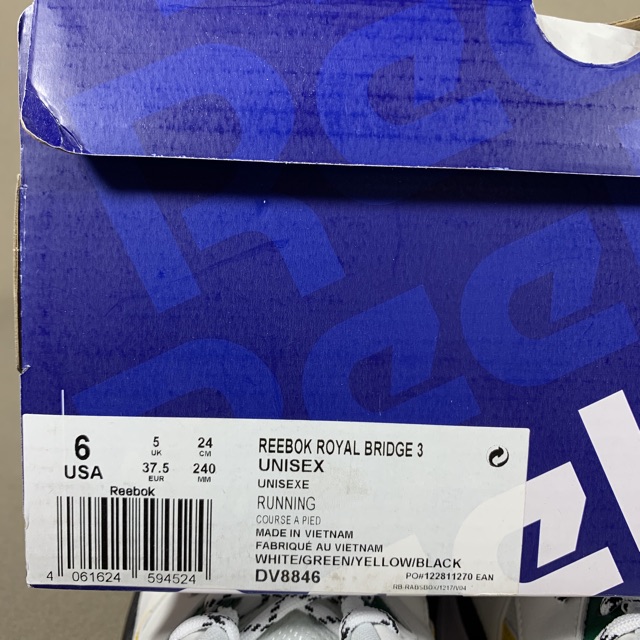 Reebok
6 5 24
UK CM
USA 37.5 240
EUR MM
Reebok
4 061624 594524
REEBOK ROYAL BRIDGE 3
UNISEX
UNISEXE
RUNNING
COURSE A PIED
MADE IN VIETNAM
FABRIQUÉ AU VIETNAM
WHITE/GREEN/YELLOW/BLACK
DV8846 PO#122811270 EAN